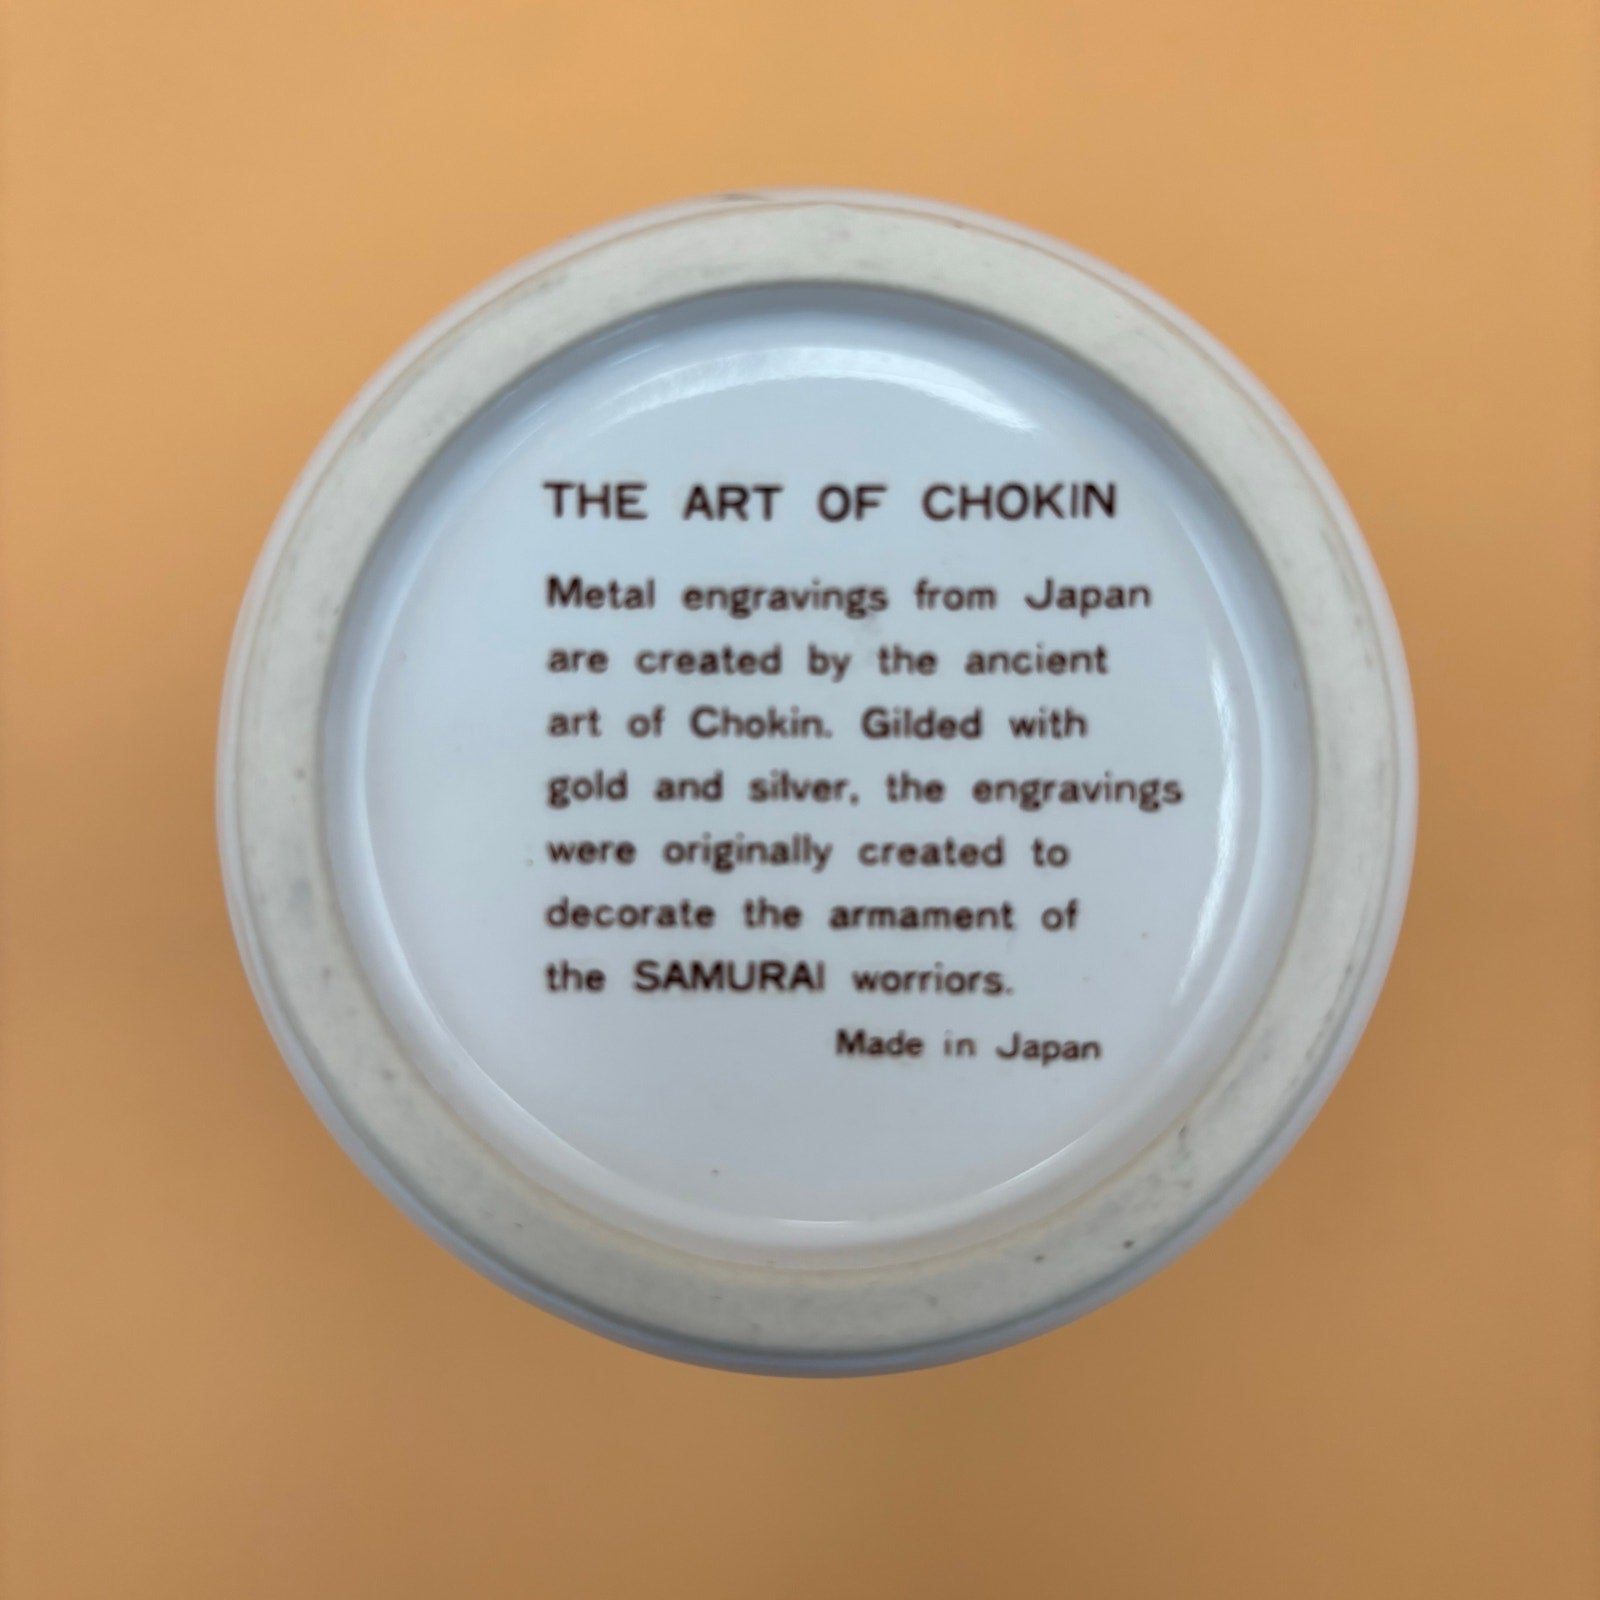 THE ART OF CHOKIN
Metal engravings from Japan
are created by the ancient
art of Chokin. Gilded with
gold and silver, the engravings
were originally created to
decorate the armament of
the SAMURAI worriors.
Made in Japan